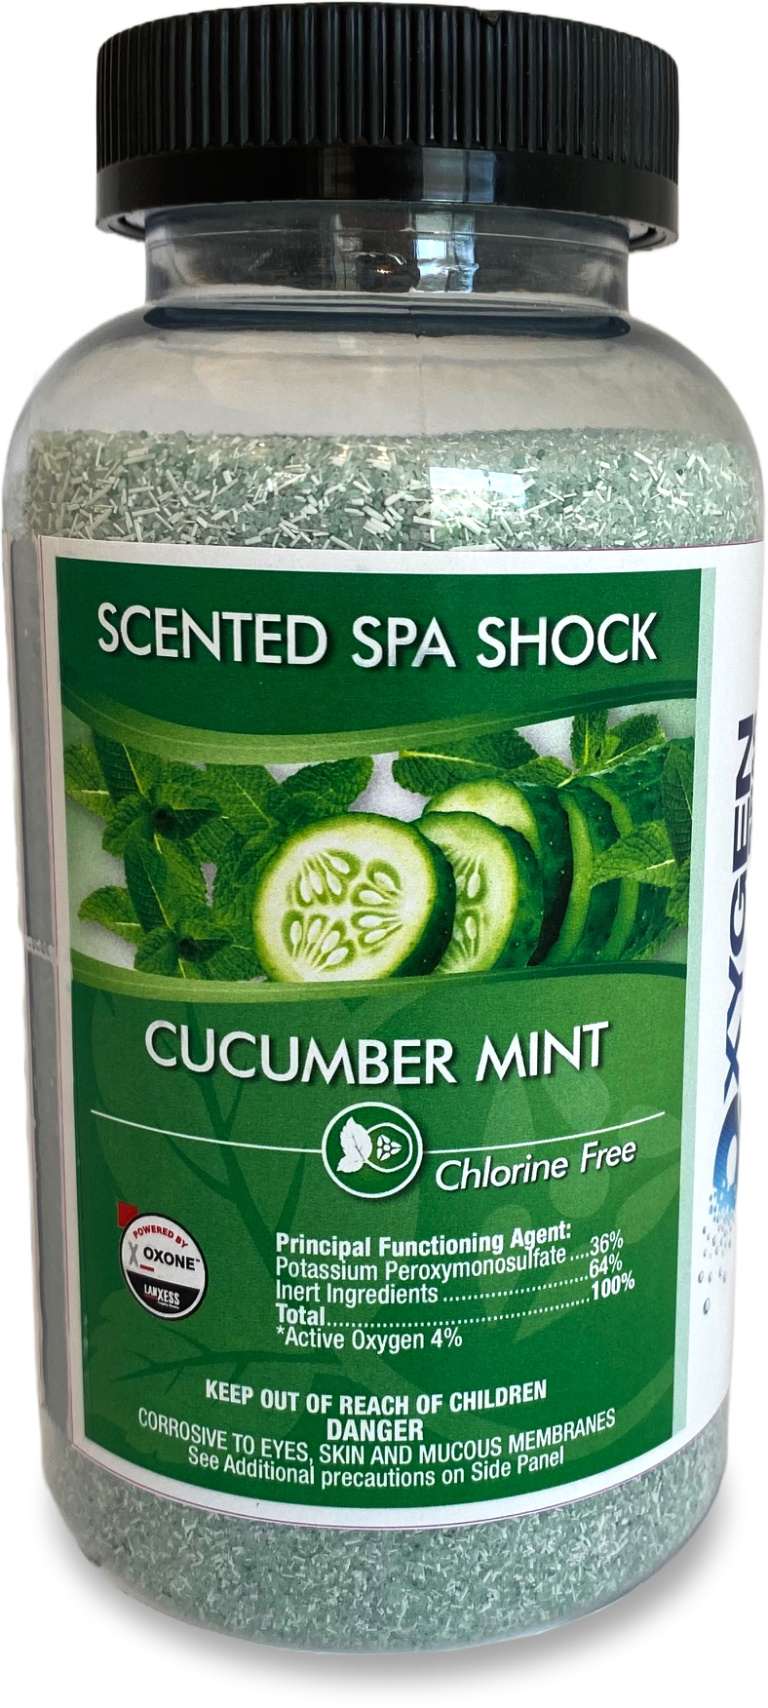 SCENTED SPA SHOCK
CUCUMBER MINT
Chlorine Free
POWERED BY
X OXONE™
LANXESS
Principal Functioning Agent:
Potassium Peroxymonosulfate ....36%
Inert Ingredients ..............................64%
Total.....................................................100%
*Active Oxygen 4%
KEEP OUT OF REACH OF CHILDREN
DANGER
CORROSIVE TO EYES, SKIN AND MUCOUS MEMBRANES
See Additional precautions on Side Panel
OXYGEN